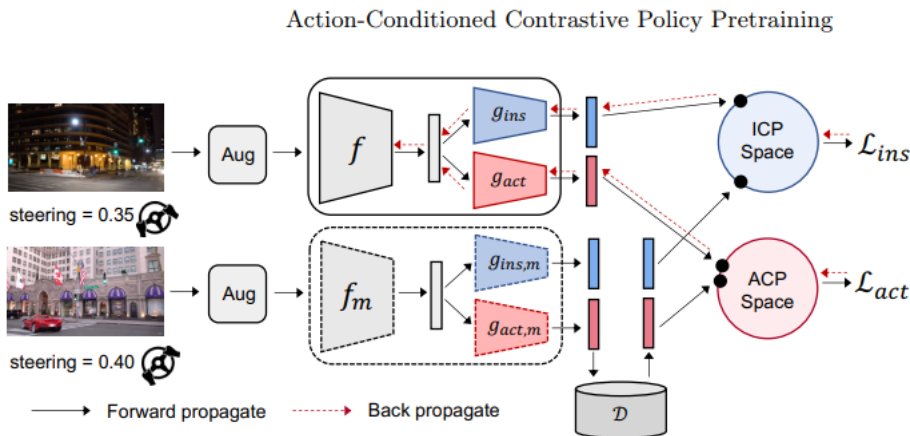 Action-Conditioned Contrastive Policy Pretraining
Aug
f
g_ins
g_act
ICP
Space
ℒ_ins
steering = 0.35
Aug
f_m
g_ins,m
g_act,m
ACP
Space
ℒ_act
steering = 0.40
𝒟
Forward propagate
Back propagate